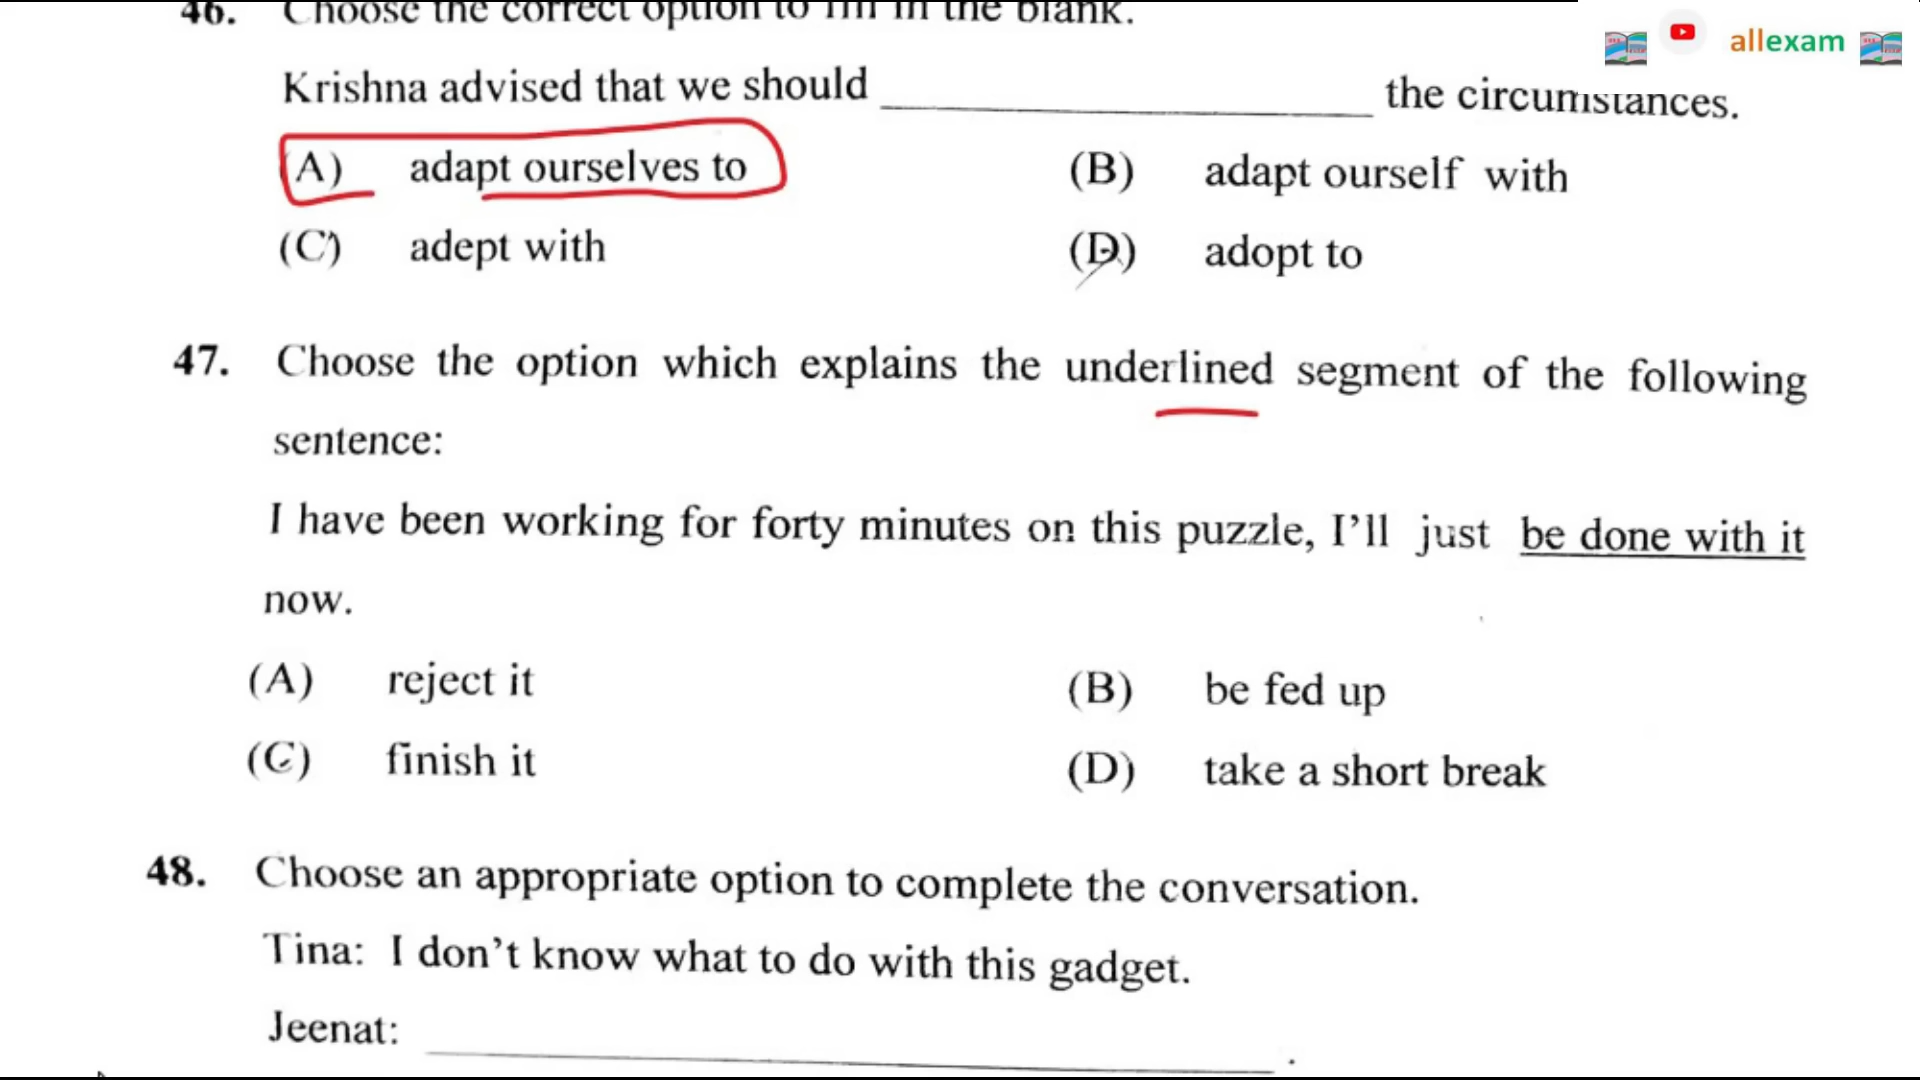 46. Choose the correct option to fill in the blank.
allexam
Krishna advised that we should ____________ the circumstances.
(A) adapt ourselves to (B) adapt ourself with
(C) adept with (D) adopt to
47. Choose the option which explains the underlined segment of the following
sentence:
I have been working for forty minutes on this puzzle, I'll just be done with it
now.
(A) reject it (B) be fed up
(C) finish it (D) take a short break
48. Choose an appropriate option to complete the conversation.
Tina: I don't know what to do with this gadget.
Jeenat: ____________.